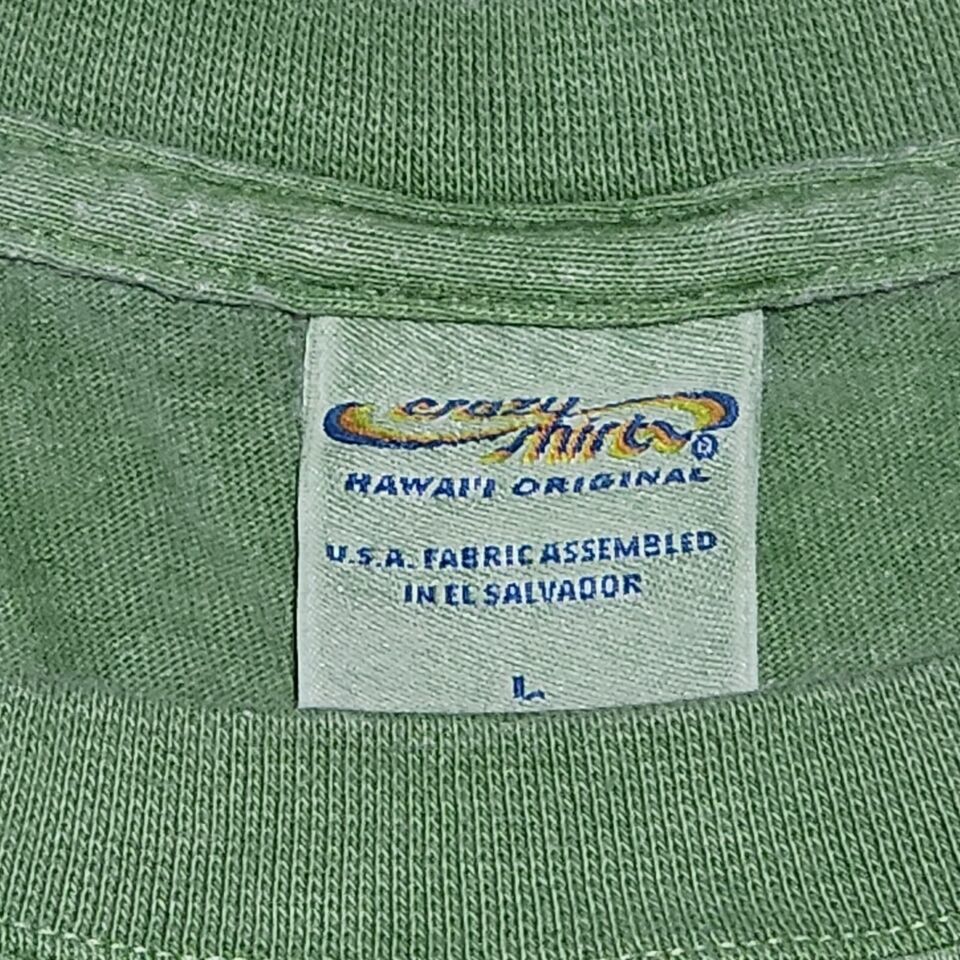 crazy
shirts®
HAWAI'I ORIGINAL
U.S.A. FABRIC ASSEMBLED
IN EL SALVADOR
L